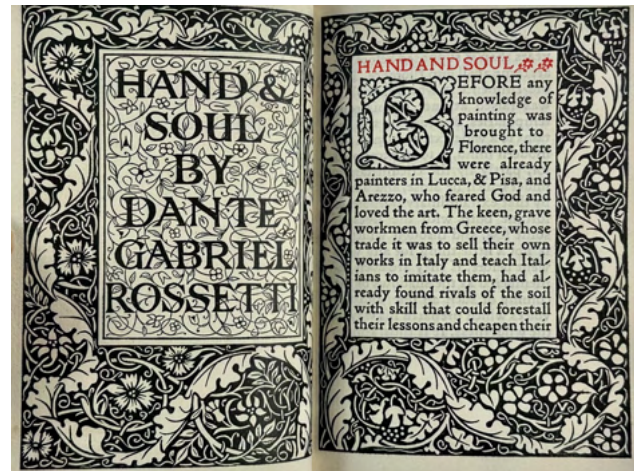 HAND &
SOUL
BY
DANTE
GABRIEL
ROSSETTI
HAND AND SOUL
BEFORE any
knowledge of
painting was
brought to
Florence, there
were already
painters in Lucca, & Pisa, and
Arezzo, who feared God and
loved the art. The keen, grave
workmen from Greece, whose
trade it was to sell their own
works in Italy and teach Ital-
ians to imitate them, had al-
ready found rivals of the soil
with skill that could forestall
their lessons and cheapen their